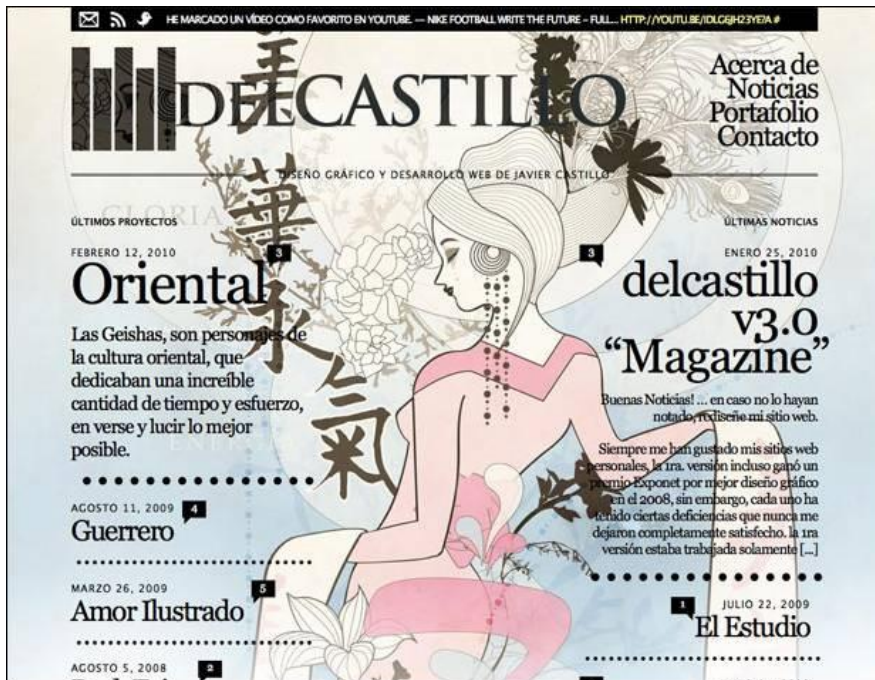 HE MARCADO UN VÍDEO COMO FAVORITO EN YOUTUBE. — NIKE FOOTBALL WRITE THE FUTURE – FULL... HTTP://YOUTU.BE/IDLG6JH23YE?A #
DELCASTILLO
Acerca de
Noticias
Portafolio
Contacto
DISEÑO GRÁFICO Y DESARROLLO WEB DE JAVIER CASTILLO
GLORIA
華
永
氣
ÚLTIMOS PROYECTOS
FEBRERO 12, 2010 3
Oriental
Las Geishas, son personajes de
la cultura oriental, que
dedicaban una increíble
cantidad de tiempo y esfuerzo,
en verse y lucir lo mejor
posible.
ENERGÍA
AGOSTO 11, 2009 4
Guerrero
MARZO 26, 2009 5
Amor Ilustrado
AGOSTO 5, 2008 2
ÚLTIMAS NOTICIAS
3 ENERO 25, 2010
delcastillo
v3.0
“Magazine”
Buenas Noticias! ... en caso no lo hayan
notado, rediseñe mi sitio web.
Siempre me han gustado mis sitios web
personales, la 1ra. versión incluso ganó un
premio Exponet por mejor diseño gráfico
en el 2008, sin embargo, cada uno ha
tenido ciertas deficiencias que nunca me
dejaron completamente satisfecho. la 1ra
versión estaba trabajada solamente [...]
1 JULIO 22, 2009
El Estudio